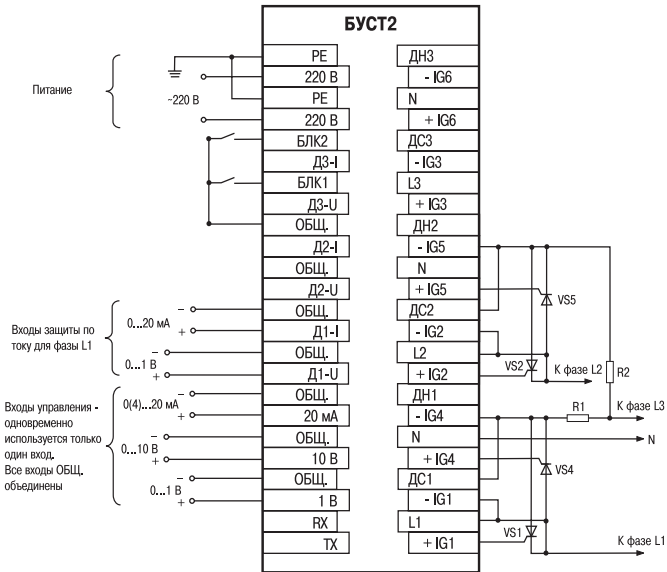 БУСТ2
PE
220 В
PE
220 В
БЛК2
Д3-I
БЛК1
Д3-U
ОБЩ.
Д2-I
ОБЩ.
Д2-U
ОБЩ.
Д1-I
ОБЩ.
Д1-U
ОБЩ.
20 мА
ОБЩ.
10 В
ОБЩ.
1 В
RX
TX
ДН3
- IG6
N
+ IG6
ДС3
- IG3
L3
+ IG3
ДН2
- IG5
N
+ IG5
ДС2
- IG2
L2
+ IG2
ДН1
- IG4
N
+ IG4
ДС1
- IG1
L1
+ IG1
Питание
~220 В
Входы защиты по
току для фазы L1
–
0...20 мА
+
–
0...1 В
+
Входы управления -
одновременно
используется только
один вход.
Все входы ОБЩ.
объединены
–
0(4)...20 мА
+
–
0...10 В
+
–
0...1 В
+
VS5
VS2
К фазе L2
R2
R1
К фазе L3
N
VS4
VS1
К фазе L1